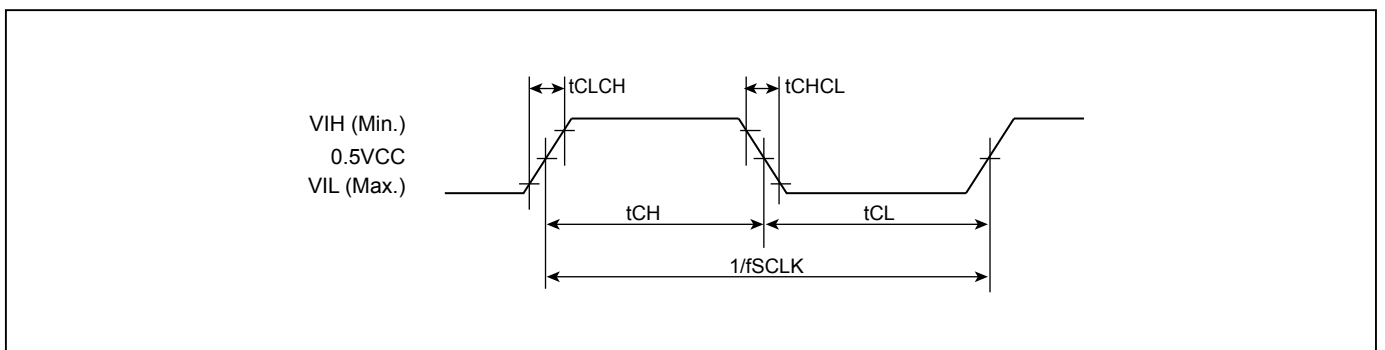 tCLCH
tCHCL
VIH (Min.)
0.5VCC
VIL (Max.)
tCH
tCL
1/fSCLK